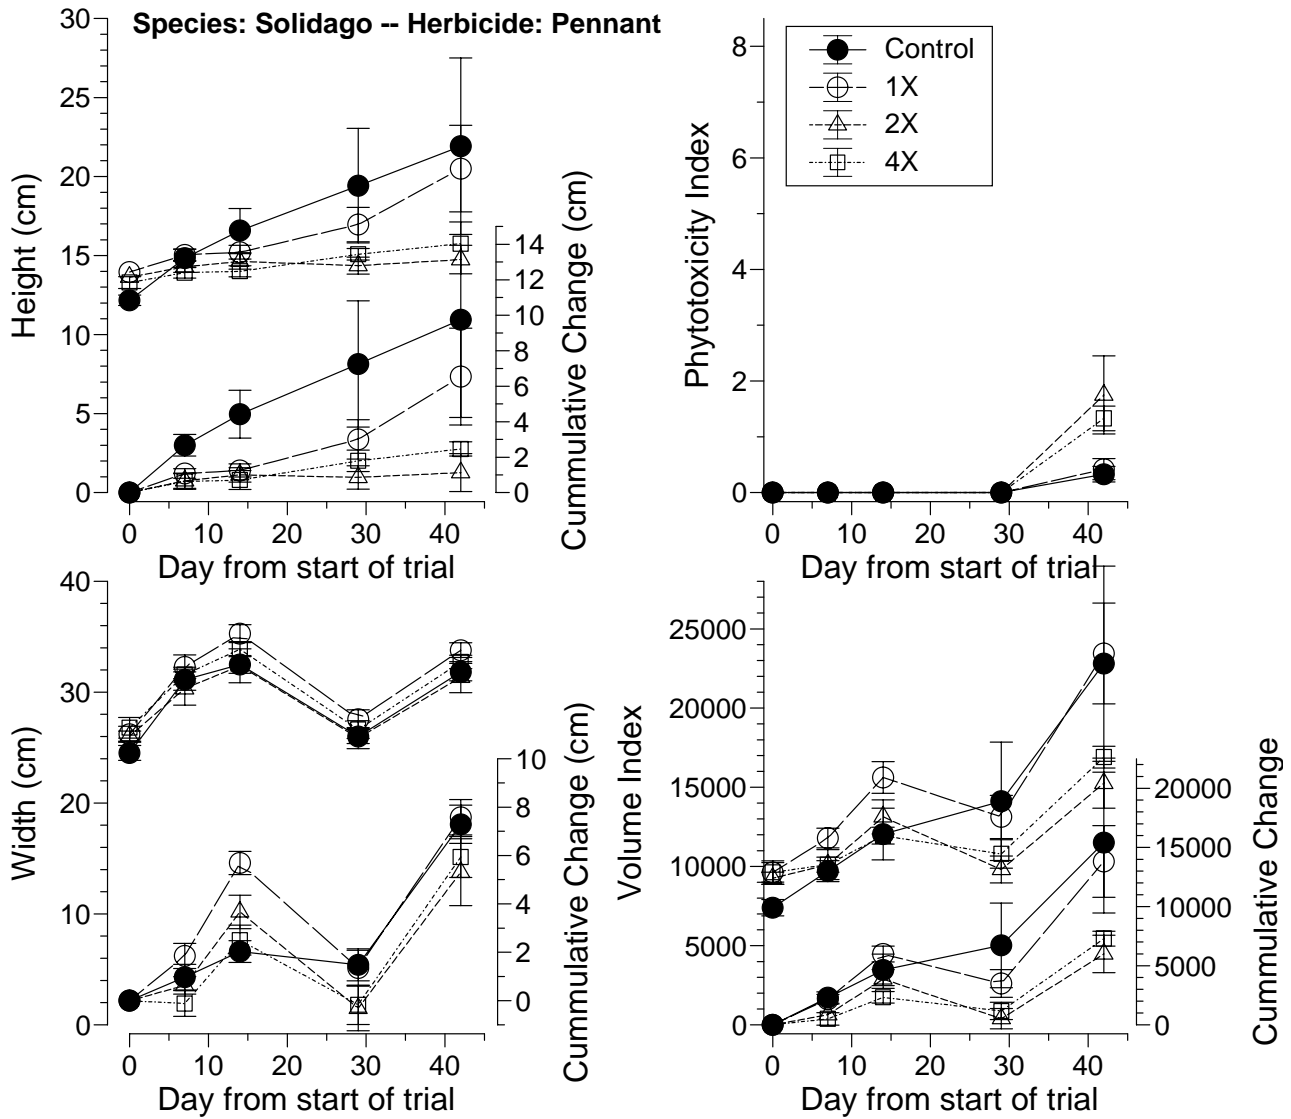 Species: Solidago -- Herbicide: Pennant
30
25
20
15
10
5
0
Height (cm)
14
12
10
8
6
4
2
0
Cummulative Change (cm)
0 10 20 30 40
Day from start of trial
8
6
4
2
0
Phytotoxicity Index
Control
1X
2X
4X
0 10 20 30 40
Day from start of trial
40
30
20
10
0
Width (cm)
10
8
6
4
2
0
Cummulative Change (cm)
0 10 20 30 40
Day from start of trial
25000
20000
15000
10000
5000
0
Volume Index
20000
15000
10000
5000
0
Cummulative Change
0 10 20 30 40
Day from start of trial